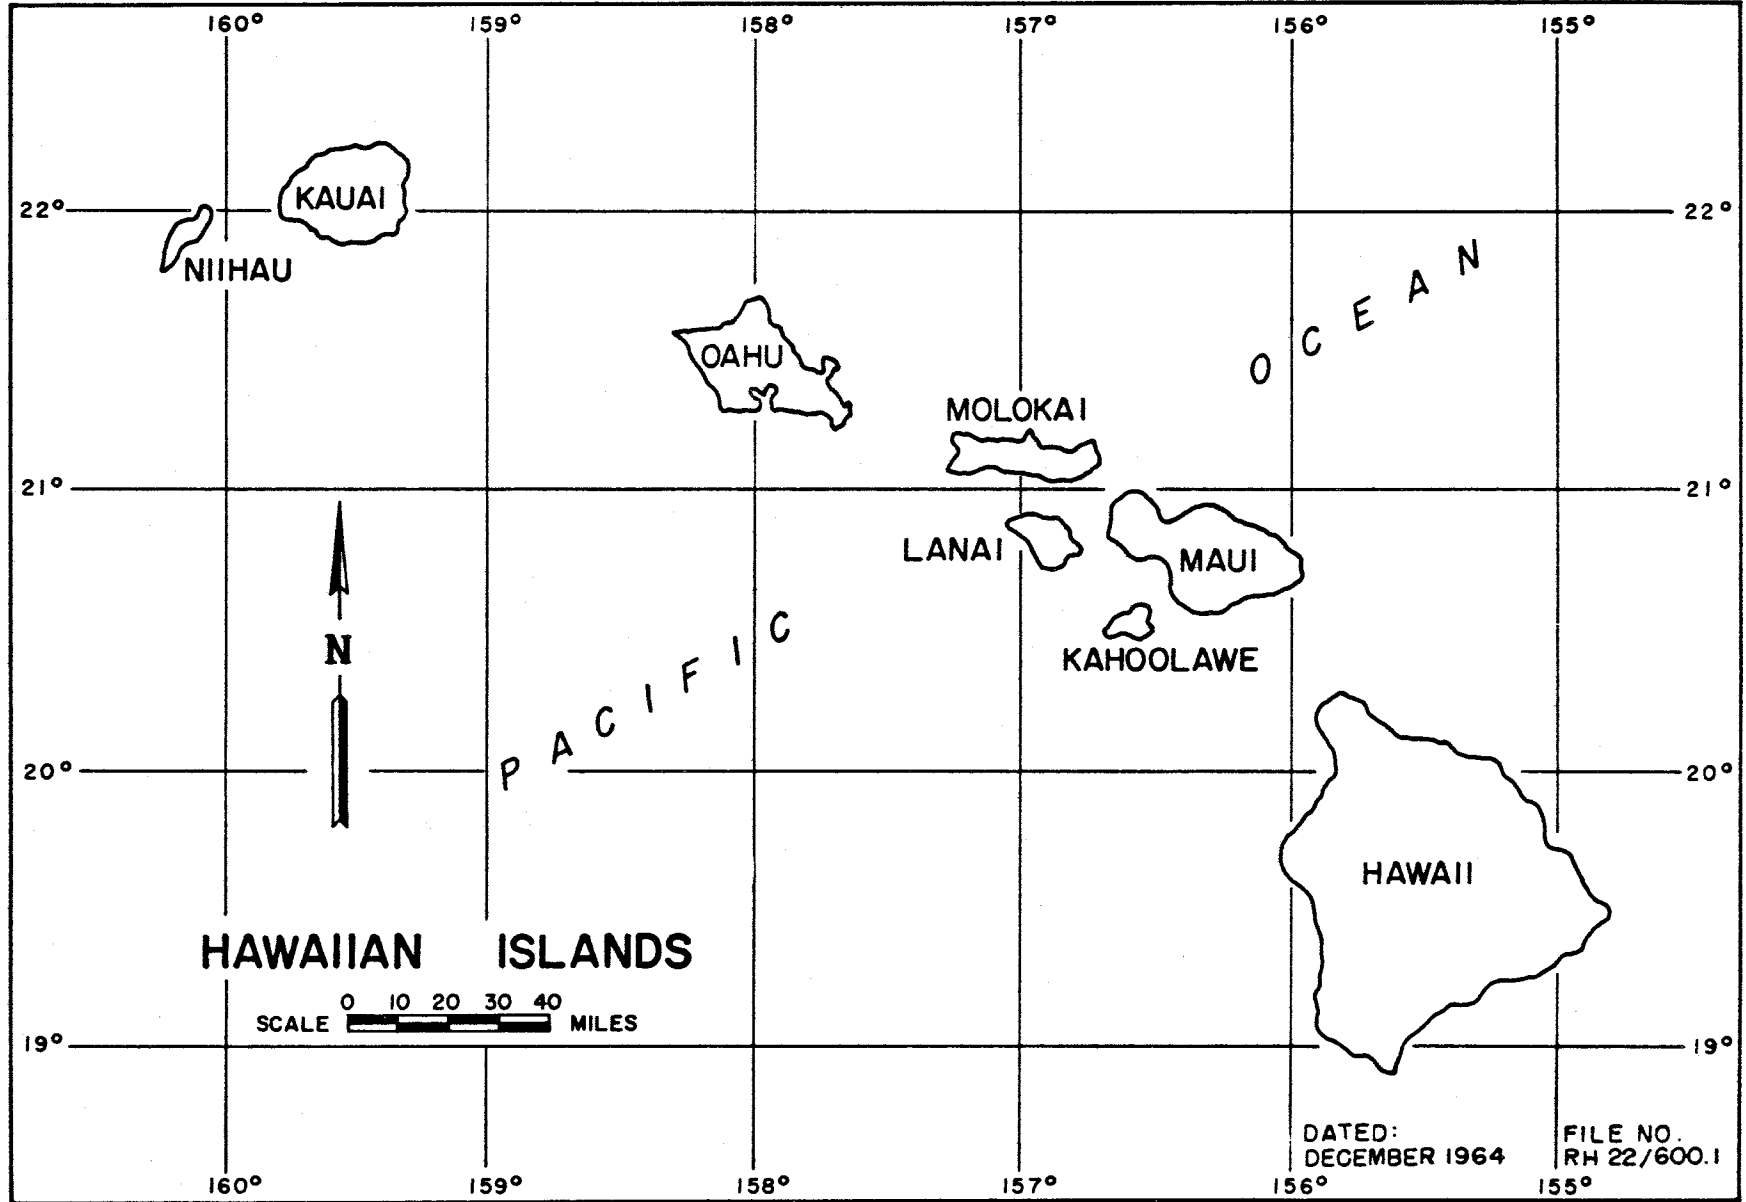 160° 159° 158° 157° 156° 155°
KAUAI
22° 22°
NIIHAU
OCEAN
OAHU
MOLOKAI
21° 21°
LANAI
MAUI
PACIFIC
N
KAHOOLAWE
20° 20°
HAWAII
HAWAIIAN ISLANDS
0 10 20 30 40
SCALE MILES
19° 19°
DATED:
DECEMBER 1964
FILE NO.
RH 22/600.1
160° 159° 158° 157° 156° 155°